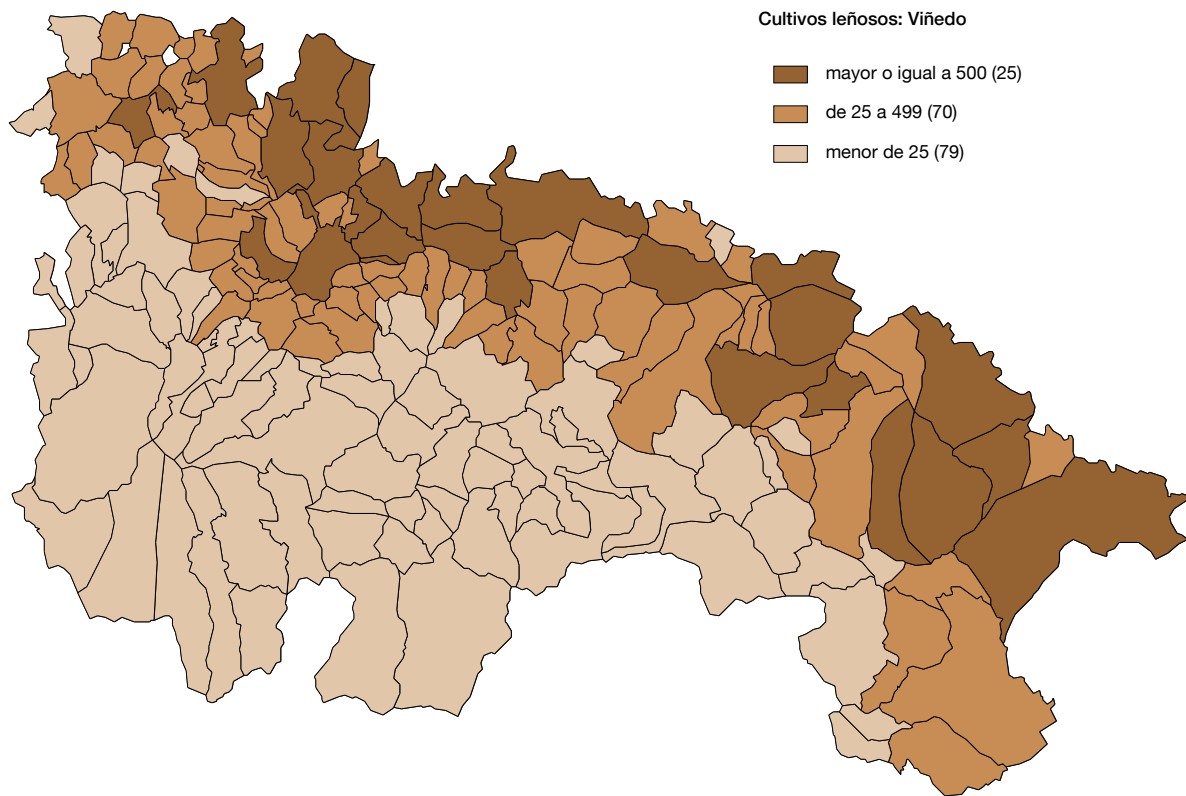 Cultivos leñosos: Viñedo
mayor o igual a 500 (25)
de 25 a 499 (70)
menor de 25 (79)